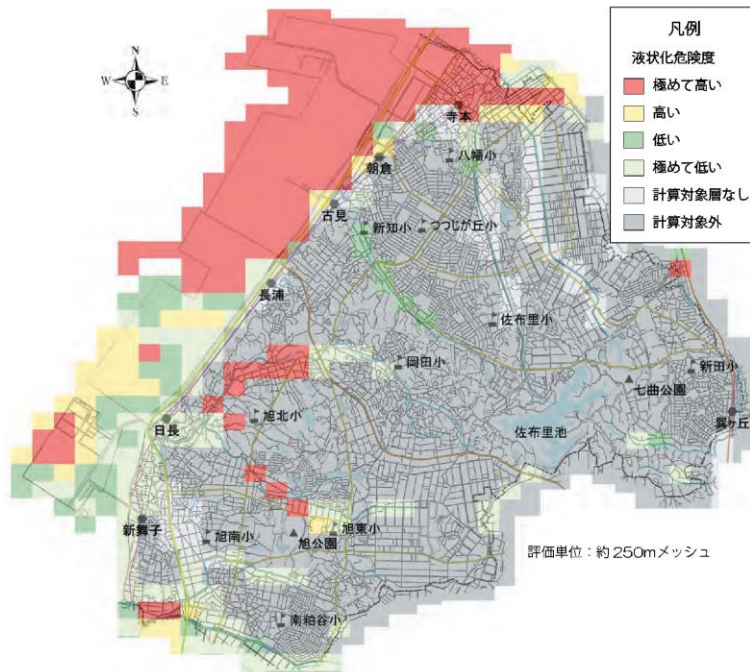 凡例
液状化危険度
極めて高い
高い
低い
極めて低い
計算対象層なし
計算対象外
N
W
E
S
寺本
朝倉
八幡小
古見
新知小
つつじが丘小
長浦
佐布里小
岡田小
新田小
七曲公園
旭北小
日長
佐布里池
巽ヶ丘
新舞子
旭南小
旭公園
旭東小
評価単位：約250mメッシュ
南粕谷小